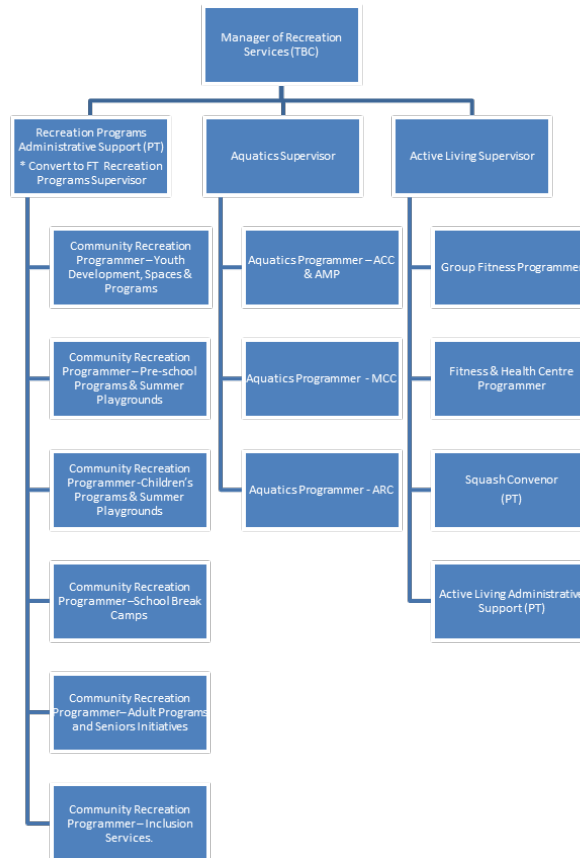 Manager of Recreation
Services (TBC)
Recreation Programs
Administrative Support (PT)
* Convert to FT Recreation
Programs Supervisor
Aquatics Supervisor
Active Living Supervisor
Community Recreation
Programmer–Youth
Development, Spaces &
Programs
Community Recreation
Programmer–Pre-school
Programs & Summer
Playgrounds
Community Recreation
Programmer-Children's
Programs & Summer
Playgrounds
Community Recreation
Programmer–School Break
Camps
Community Recreation
Programmer–Adult Programs
and Seniors Initiatives
Community Recreation
Programmer–Inclusion
Services.
Aquatics Programmer–ACC
& AMP
Aquatics Programmer - MCC
Aquatics Programmer - ARC
Group Fitness Programmer
Fitness & Health Centre
Programmer
Squash Convenor
(PT)
Active Living Administrative
Support (PT)